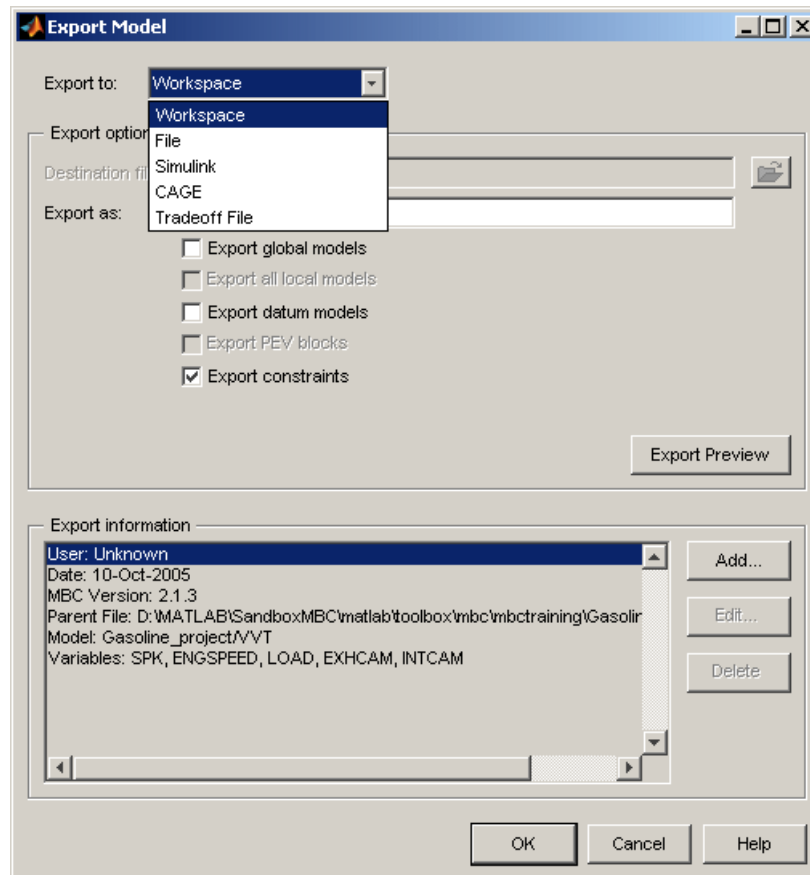 Export Model
Export to: Workspace
Workspace
File
Simulink
CAGE
Tradeoff File
Export option
Destination fil
Export as:
Export global models
Export all local models
Export datum models
Export PEV blocks
Export constraints
Export Preview
Export information
User: Unknown
Date: 10-Oct-2005
MBC Version: 2.1.3
Parent File: D:\MATLAB\SandboxMBC\matlab\toolbox\mbc\mbctraining\Gasolin
Model: Gasoline_project/VVT
Variables: SPK, ENGSPEED, LOAD, EXHCAM, INTCAM
Add...
Edit...
Delete
OK Cancel Help